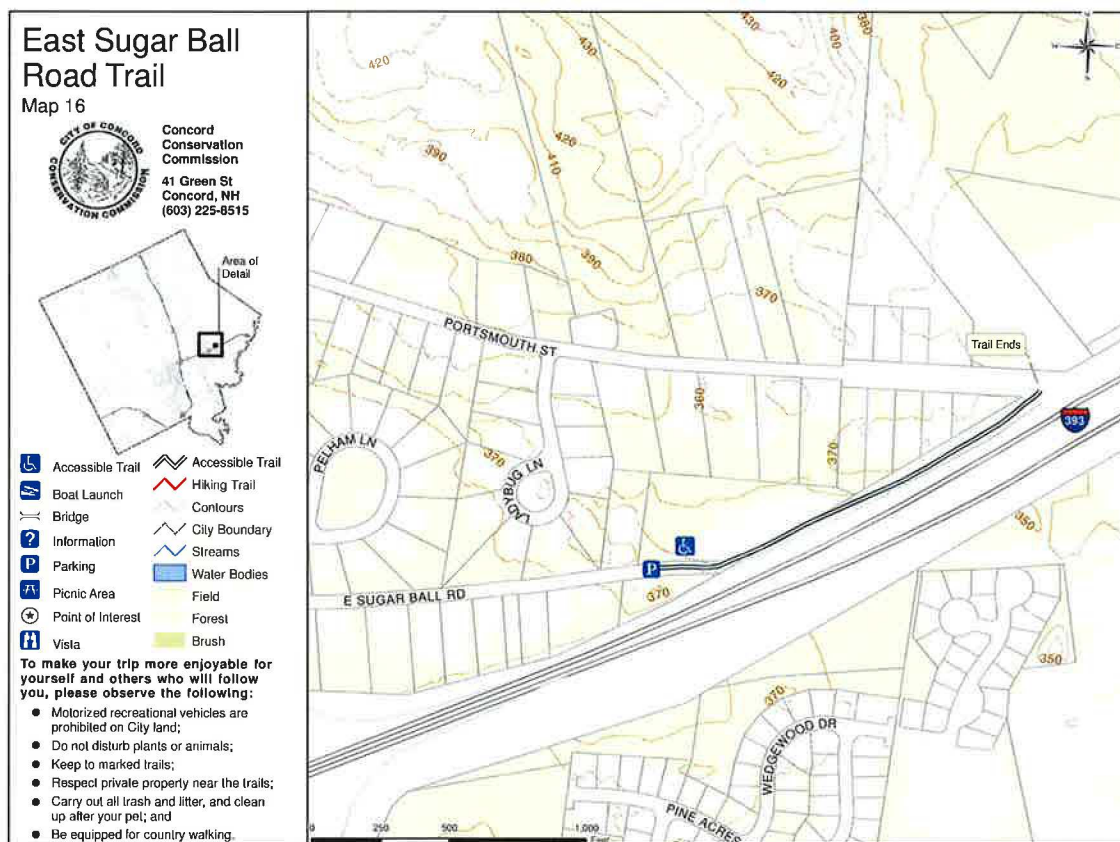 East Sugar Ball
Road Trail
Map 16
CITY OF CONCORD
CONSERVATION COMMISSION
Concord
Conservation
Commission
41 Green St
Concord, NH
(603) 225-8515
Area of
Detail
Accessible Trail
Boat Launch
Bridge
? Information
P Parking
Picnic Area
Point of Interest
Vista
Accessible Trail
Hiking Trail
Contours
City Boundary
Streams
Water Bodies
Field
Forest
Brush
To make your trip more enjoyable for
yourself and others who will follow
you, please observe the following:
● Motorized recreational vehicles are
prohibited on City land;
● Do not disturb plants or animals;
● Keep to marked trails;
● Respect private property near the trails;
● Carry out all trash and litter, and clean
up after your pet; and
● Be equipped for country walking.
420
430
430
420
400
360
390
420
410
380
390
370
PORTSMOUTH ST
Trail Ends
393
360
370
370
PELHAM LN
LADYBUG LN
P
E SUGAR BALL RD
370
350
350
370
WEDGEWOOD DR
PINE ACRES
0 250 500 1,000